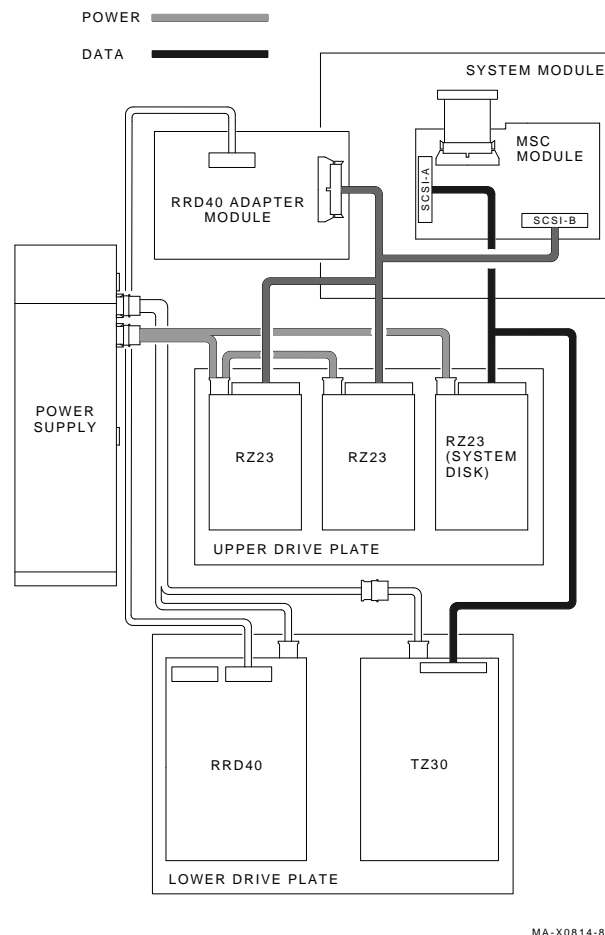 POWER
DATA
SYSTEM MODULE
MSC
MODULE
SCSI-A
SCSI-B
RRD40 ADAPTER
MODULE
POWER
SUPPLY
RZ23
RZ23
RZ23
(SYSTEM
DISK)
UPPER DRIVE PLATE
RRD40
TZ30
LOWER DRIVE PLATE
MA-X0814-8